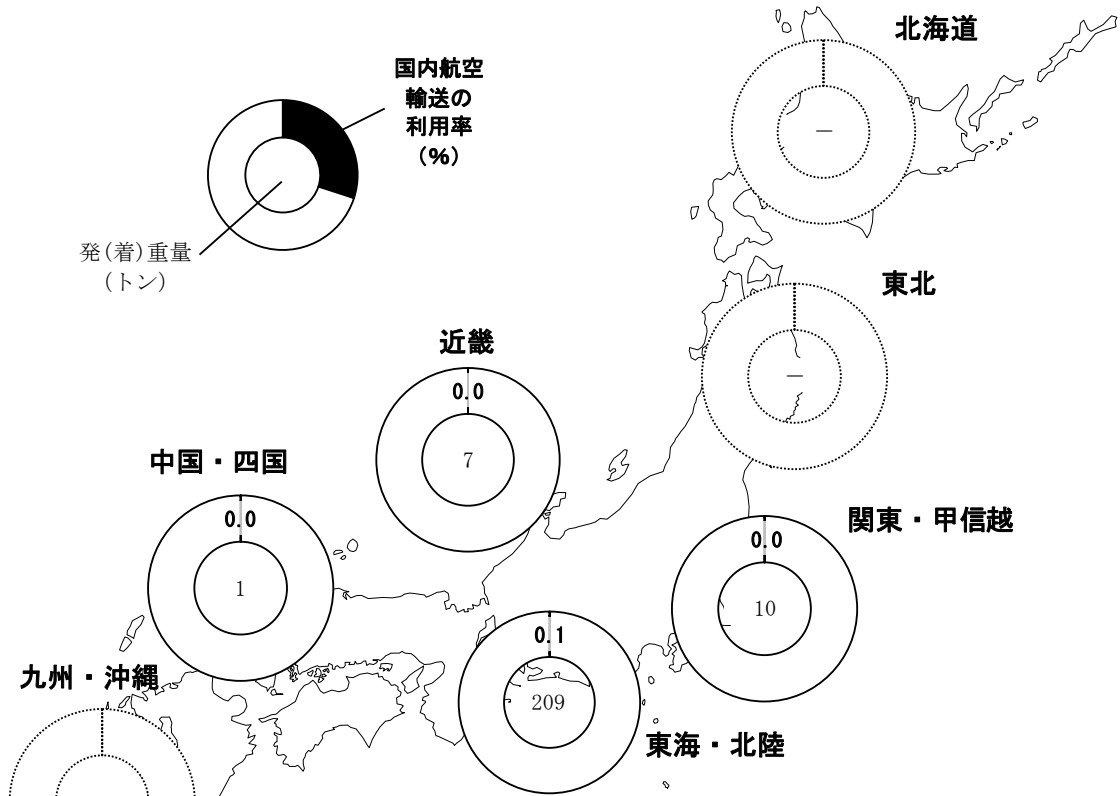 北海道
国内航空
輸送の
利用率
(%)
—
発(着)重量
(トン)
東北
—
近畿
0.0
7
中国・四国
0.0
1
関東・甲信越
0.0
10
0.1
209
九州・沖縄
東海・北陸